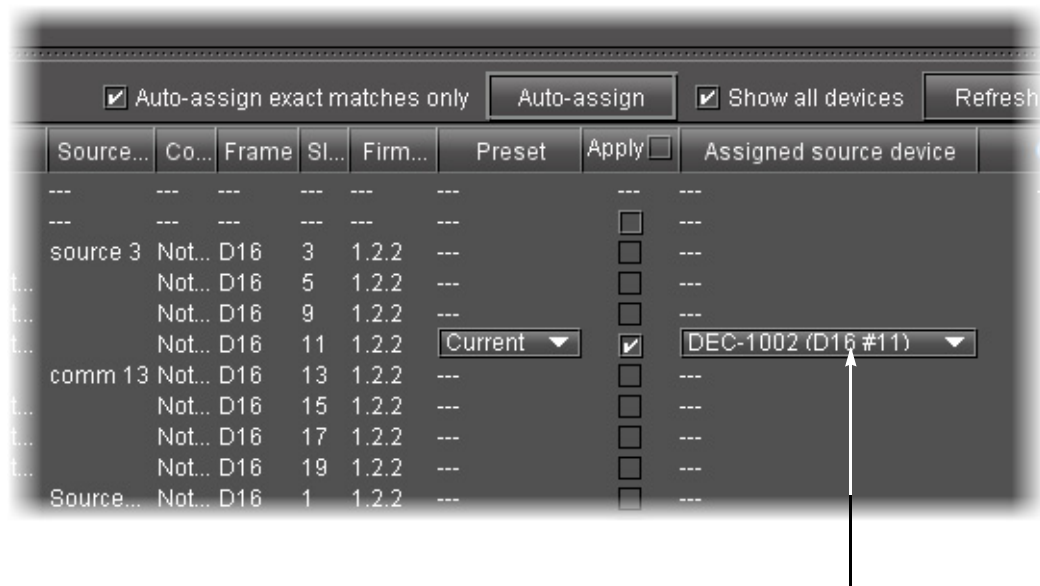 Auto-assign exact matches only Auto-assign Show all devices Refresh
Source... Co... Frame Sl... Firm... Preset Apply Assigned source device
--- --- --- --- --- --- --- ---
--- --- --- --- --- --- ---
source 3 Not... D16 3 1.2.2 --- ---
t... Not... D16 5 1.2.2 --- ---
t... Not... D16 9 1.2.2 --- ---
t... Not... D16 11 1.2.2 Current DEC-1002 (D16 #11)
comm 13 Not... D16 13 1.2.2 --- ---
t... Not... D16 15 1.2.2 --- ---
t... Not... D16 17 1.2.2 --- ---
t... Not... D16 19 1.2.2 --- ---
Source... Not... D16 1 1.2.2 --- ---